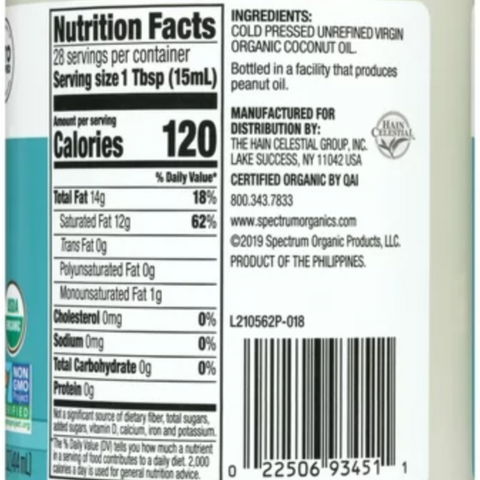 Nutrition Facts
28 servings per container
Serving size 1 Tbsp (15mL)
Amount per serving
Calories 120
% Daily Value*
Total Fat 14g 18%
Saturated Fat 12g 62%
Trans Fat 0g
Polyunsaturated Fat 0g
Monounsaturated Fat 1g
Cholesterol 0mg 0%
Sodium 0mg 0%
Total Carbohydrate 0g 0%
Protein 0g
Not a significant source of dietary fiber, total sugars,
added sugars, vitamin D, calcium, iron and potassium.
*The % Daily Value (DV) tells you how much a nutrient
in a serving of food contributes to a daily diet. 2,000
calories a day is used for general nutrition advice.
INGREDIENTS:
COLD PRESSED UNREFINED VIRGIN
ORGANIC COCONUT OIL.
Bottled in a facility that produces
peanut oil.
MANUFACTURED FOR
DISTRIBUTION BY:
THE HAIN CELESTIAL GROUP, INC.
LAKE SUCCESS, NY 11042 USA
HAIN
CELESTIAL
CERTIFIED ORGANIC BY QAI
800.343.7833
www.spectrumorganics.com
©2019 Spectrum Organic Products, LLC.
PRODUCT OF THE PHILIPPINES.
L210562P-018
0 22506 93451 1
USDA
ORGANIC
NON
GMO
Project
VERIFIED